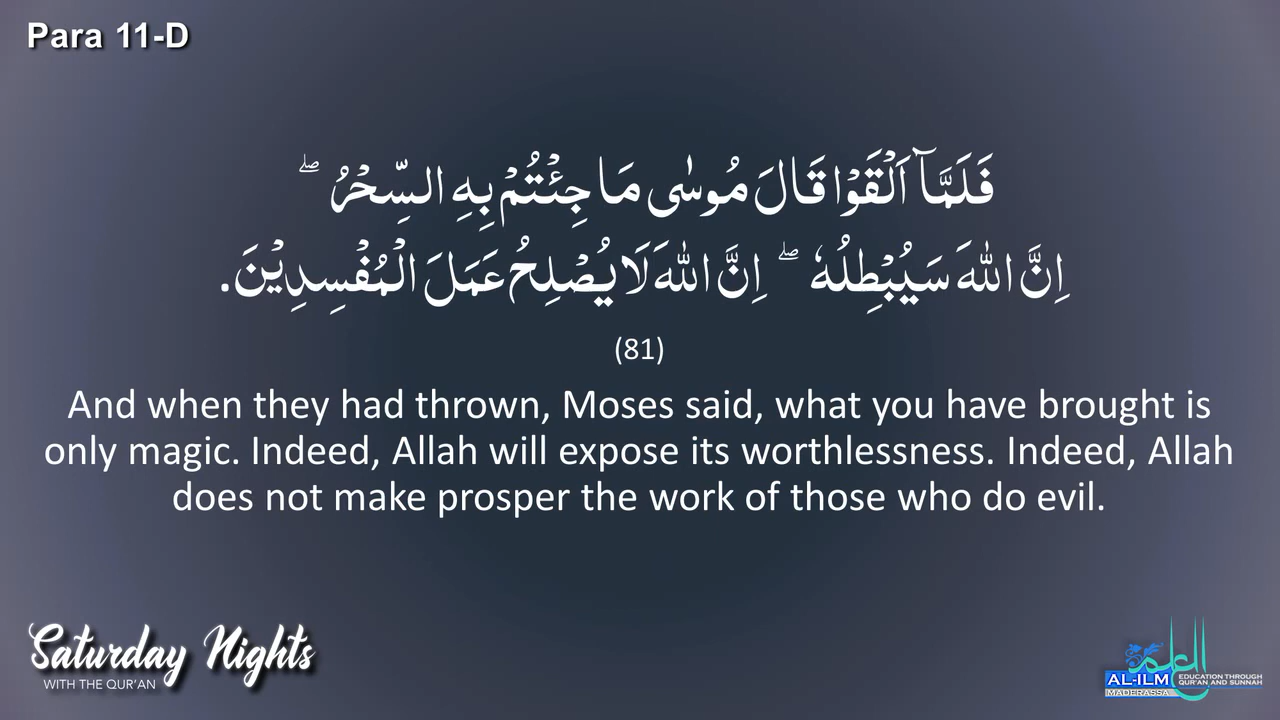 Para 11-D
فَلَمَّآ اَلْقَوْا قَالَ مُوسٰى مَا جِئْتُمْ بِهِ السِّحْرُ ۖ
اِنَّ اللّٰهَ سَيُبْطِلُهٗ ۖ اِنَّ اللّٰهَ لَا يُصْلِحُ عَمَلَ الْمُفْسِدِيْنَ.
(81)
And when they had thrown, Moses said, what you have brought is
only magic. Indeed, Allah will expose its worthlessness. Indeed, Allah
does not make prosper the work of those who do evil.
Saturday Nights
WITH THE QUR'AN
العلم
AL-ILM
MADERASSA
EDUCATION THROUGH
QUR'AN AND SUNNAH